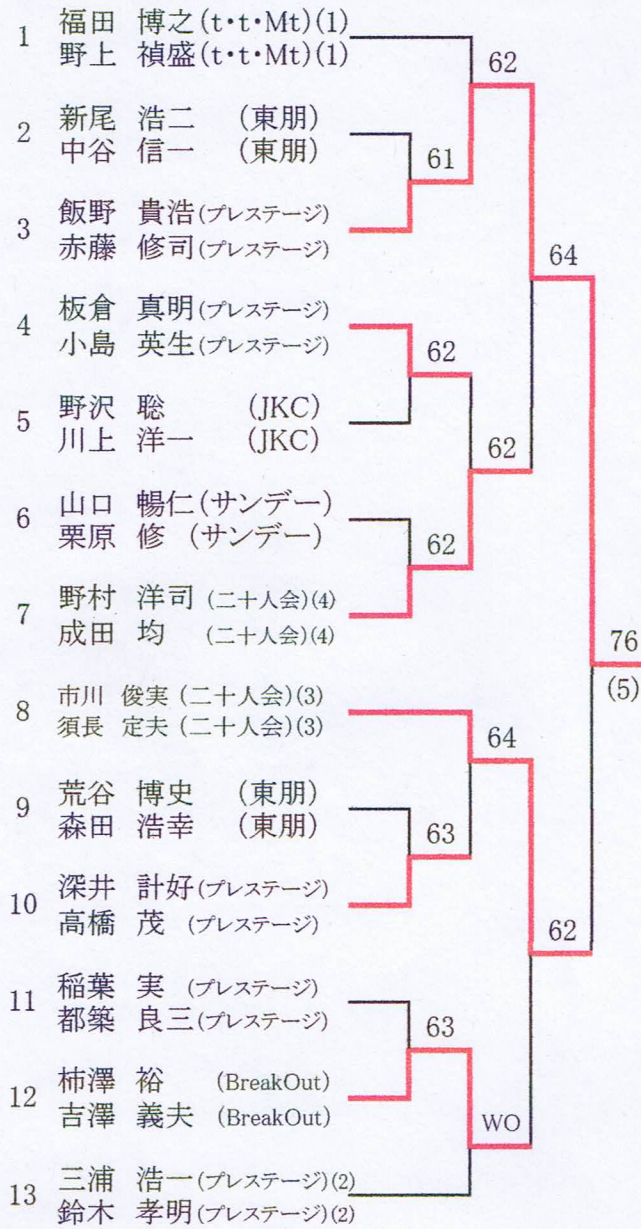 1 福田 博之(t・t・Mt)(1)
野上 禎盛(t・t・Mt)(1)
62
2 新尾 浩二 (東朋)
中谷 信一 (東朋)
61
3 飯野 貴浩(プレステージ)
赤藤 修司(プレステージ)
64
4 板倉 真明(プレステージ)
小島 英生(プレステージ)
62
5 野沢 聡 (JKC)
川上 洋一 (JKC)
62
6 山口 暢仁(サンデー)
栗原 修 (サンデー)
62
7 野村 洋司 (二十人会)(4)
成田 均 (二十人会)(4)
76
(5)
8 市川 俊実 (二十人会)(3)
須長 定夫 (二十人会)(3)
64
9 荒谷 博史 (東朋)
森田 浩幸 (東朋)
63
10 深井 計好(プレステージ)
高橋 茂 (プレステージ)
62
11 稲葉 実 (プレステージ)
都築 良三(プレステージ)
63
12 柿澤 裕 (BreakOut)
吉澤 義夫 (BreakOut)
WO
13 三浦 浩一(プレステージ)(2)
鈴木 孝明(プレステージ)(2)